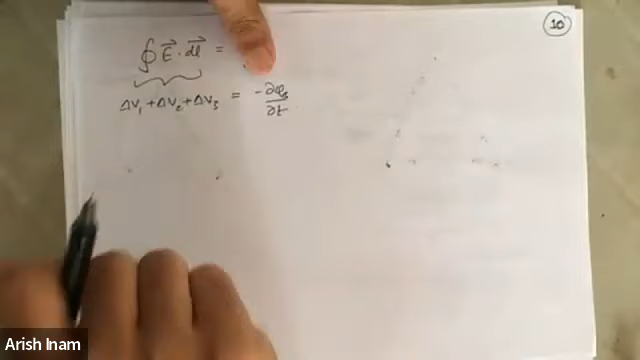 10
∮ E⃗ · dl⃗ =
ΔV₁ + ΔV₂ + ΔV₃ = - ∂φ_B / ∂t
Arish Inam